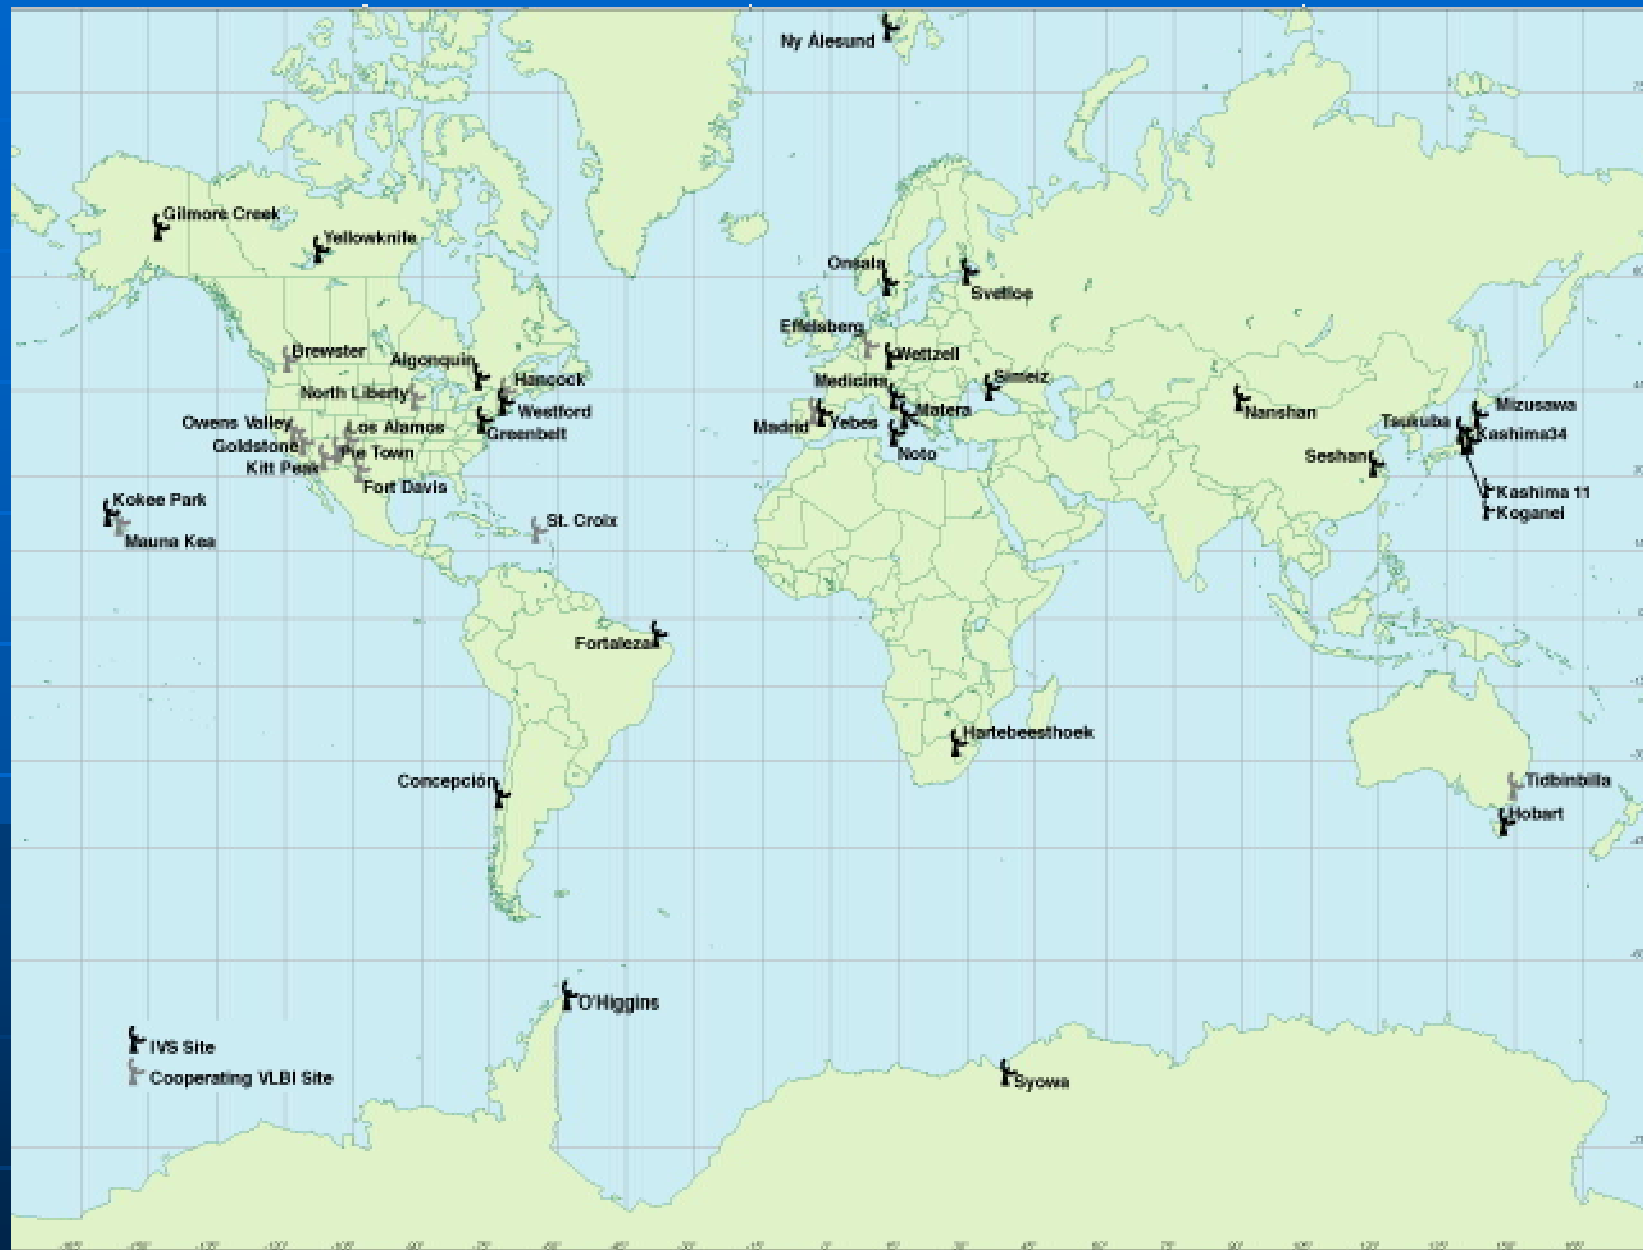 Ny Ålesund
Gilmore Creek
Yellowknife
Onsala
Svetloe
Effelsberg
Wettzell
Brewster
Algonquin
Hancock
Medicina
Simeiz
North Liberty
Westford
Matera
Nanshan
Mizusawa
Owens Valley
Los Alamos
Greenbelt
Madrid
Yebes
Tsukuba
Kashima34
Goldstone
Pie Town
Noto
Seshan
Kitt Peak
Fort Davis
Kashima 11
Kokee Park
Koganei
St. Croix
Mauna Kea
Fortaleza
Hartebeesthoek
Concepción
Tidbinbilla
Hobart
O'Higgins
IVS Site
Cooperating VLBI Site
Syowa